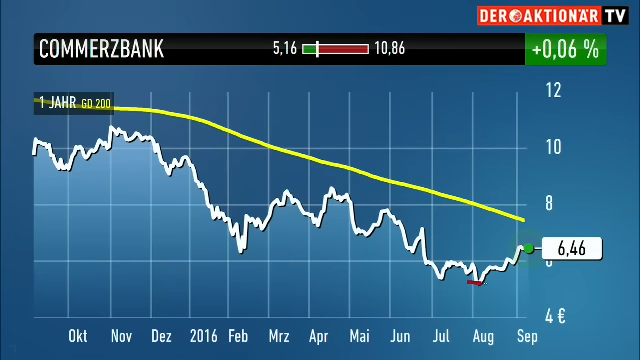 DER AKTIONÄR TV
COMMERZBANK 5,16 10,86 +0,06 %
1 JAHR GD 200
12
10
8
6,46
6
4 €
Okt Nov Dez 2016 Feb Mrz Apr Mai Jun Jul Aug Sep